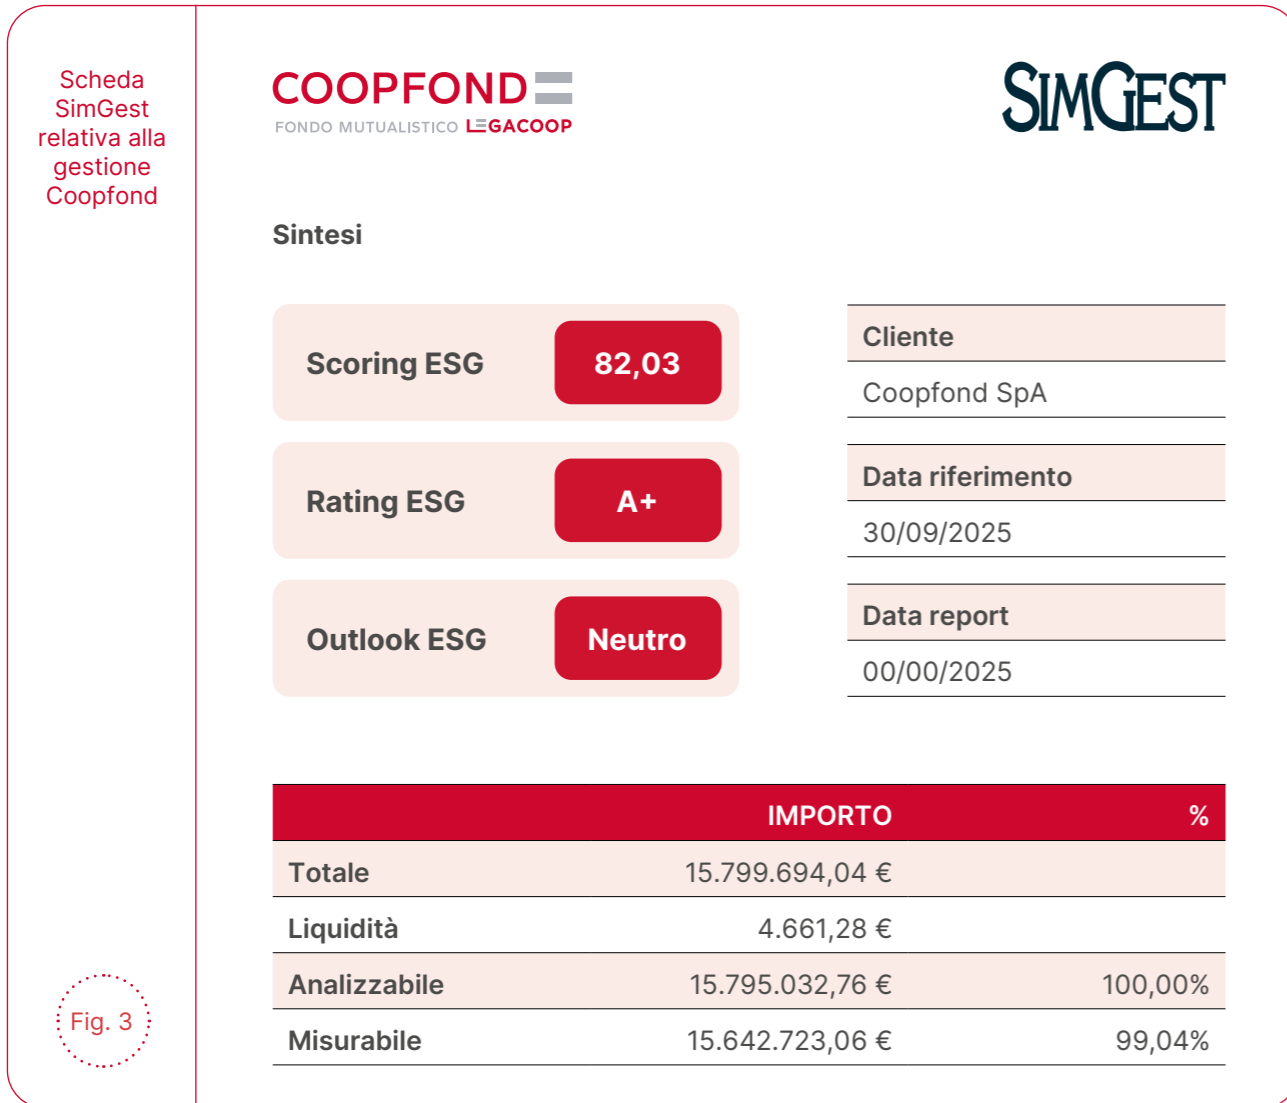 Scheda
SimGest
relativa alla
gestione
Coopfond
COOPFOND
FONDO MUTUALISTICO LEGACOOP
SIMGEST
Sintesi
Scoring ESG 82,03
Rating ESG A+
Outlook ESG Neutro
Cliente
Coopfond SpA
Data riferimento
30/09/2025
Data report
00/00/2025
IMPORTO %
Totale 15.799.694,04 €
Liquidità 4.661,28 €
Analizzabile 15.795.032,76 € 100,00%
Misurabile 15.642.723,06 € 99,04%
Fig. 3